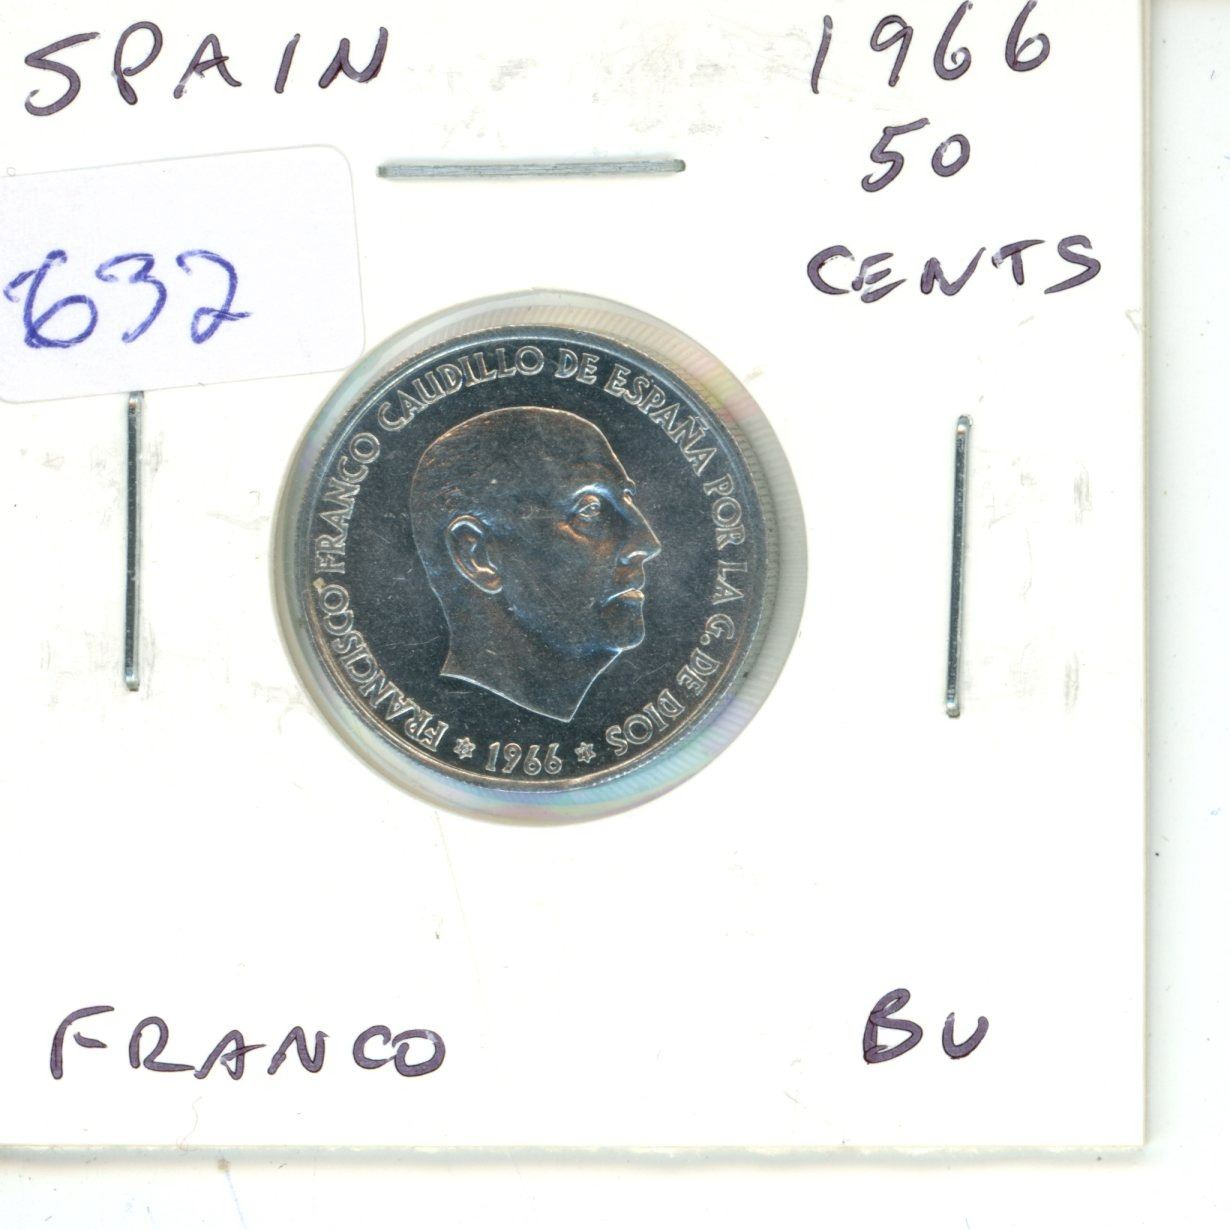 SPAIN
1966
50
CENTS
632
FRANCISCO FRANCO CAUDILLO DE ESPAÑA POR LA G. DE DIOS
* 1966 *
FRANCO
BU